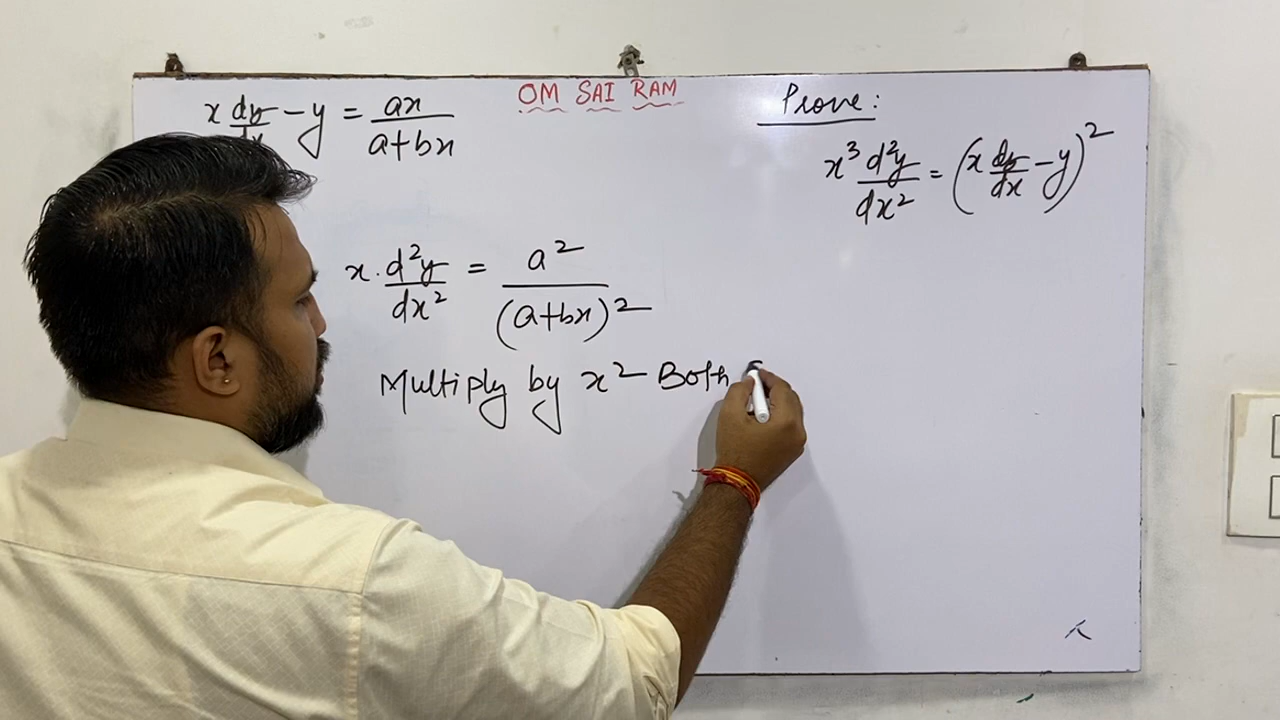 OM SAI RAM
x dy/dx - y = ax/(a+bx)
Prove:
x³ d²y/dx² = (x dy/dx - y)²
x. d²y/dx² = a²/(a+bx)²
Multiply by x² Both